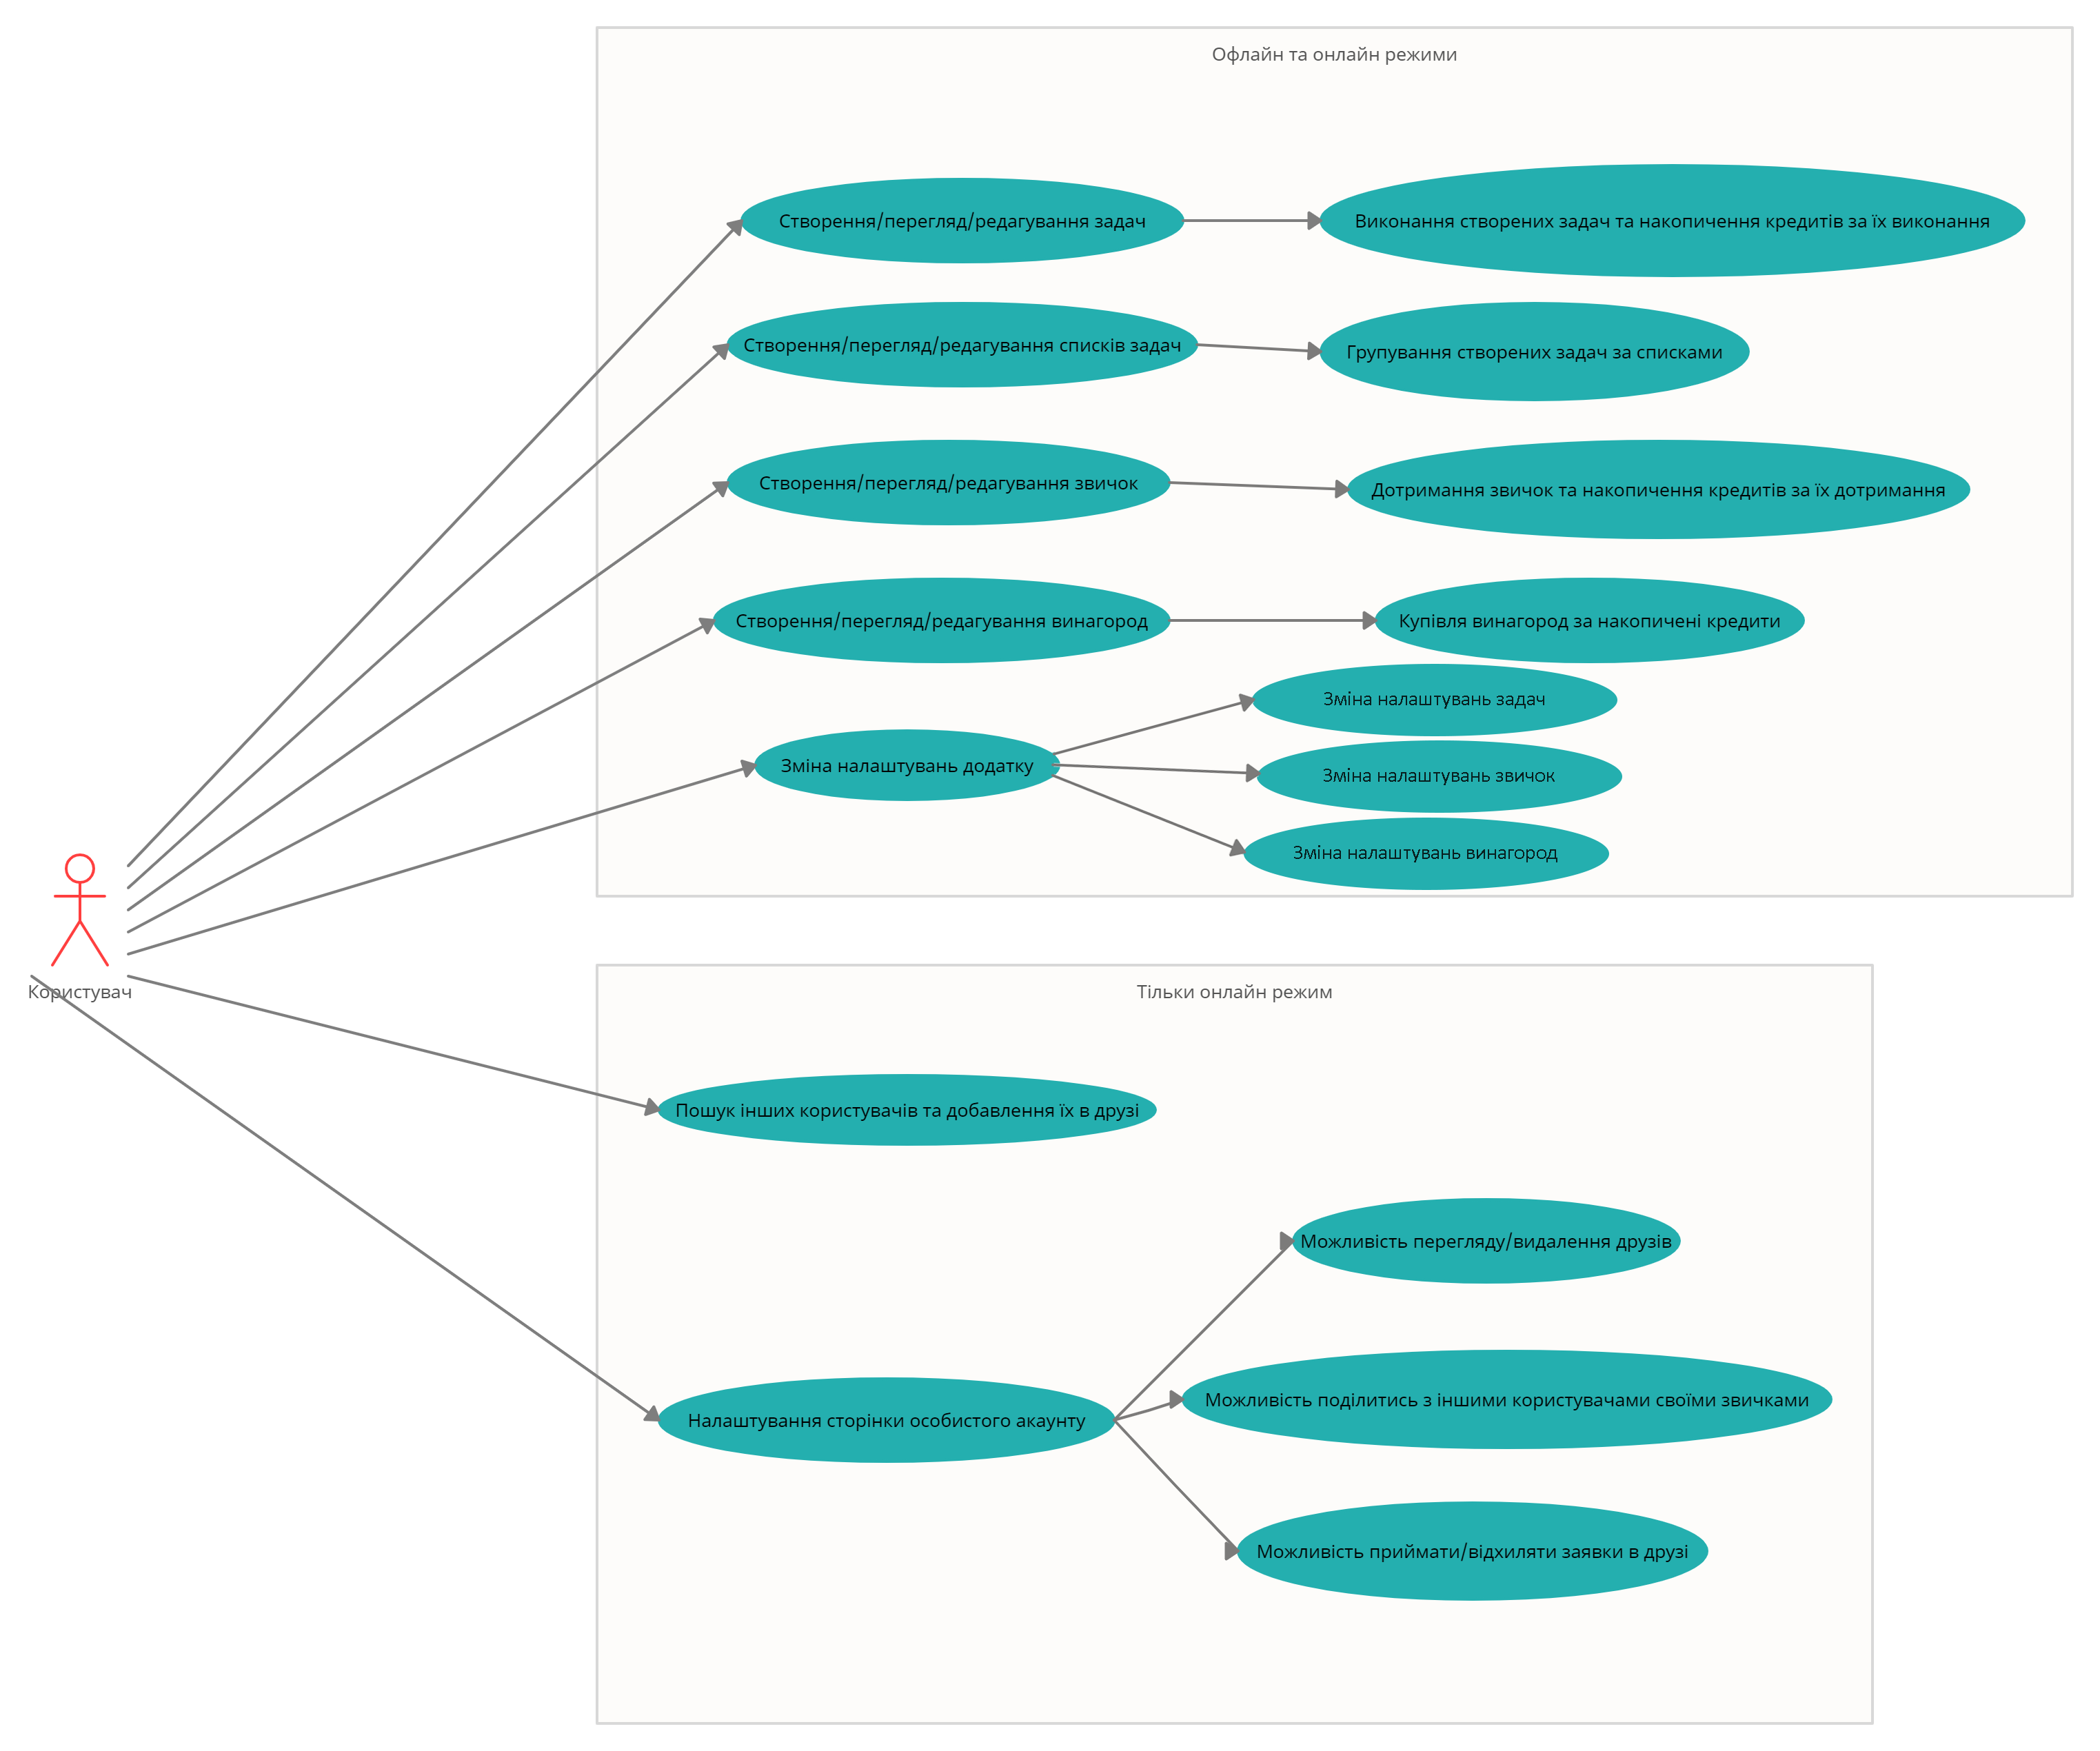 Офлайн та онлайн режими
Створення/перегляд/редагування задач
Виконання створених задач та накопичення кредитів за їх виконання
Створення/перегляд/редагування списків задач
Групування створених задач за списками
Створення/перегляд/редагування звичок
Дотримання звичок та накопичення кредитів за їх дотримання
Створення/перегляд/редагування винагород
Купівля винагород за накопичені кредити
Зміна налаштувань задач
Зміна налаштувань додатку
Зміна налаштувань звичок
Зміна налаштувань винагород
Користувач
Тільки онлайн режим
Пошук інших користувачів та добавлення їх в друзі
Можливість перегляду/видалення друзів
Можливість поділитись з іншими користувачами своїми звичками
Налаштування сторінки особистого акаунту
Можливість приймати/відхиляти заявки в друзі